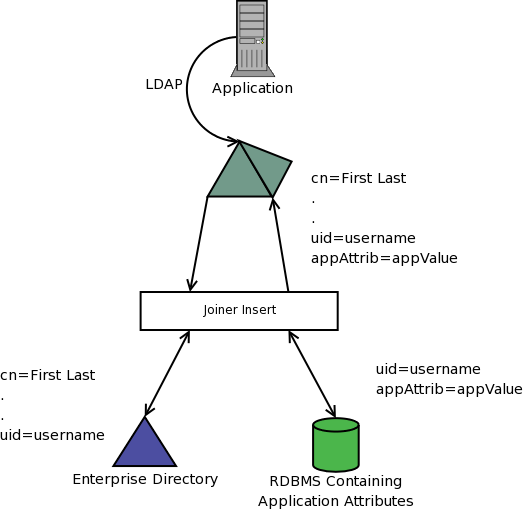 LDAP
Application
cn=First Last
.
.
uid=username
appAttrib=appValue
Joiner Insert
cn=First Last
.
.
uid=username
uid=username
appAttrib=appValue
Enterprise Directory
RDBMS Containing
Application Attributes